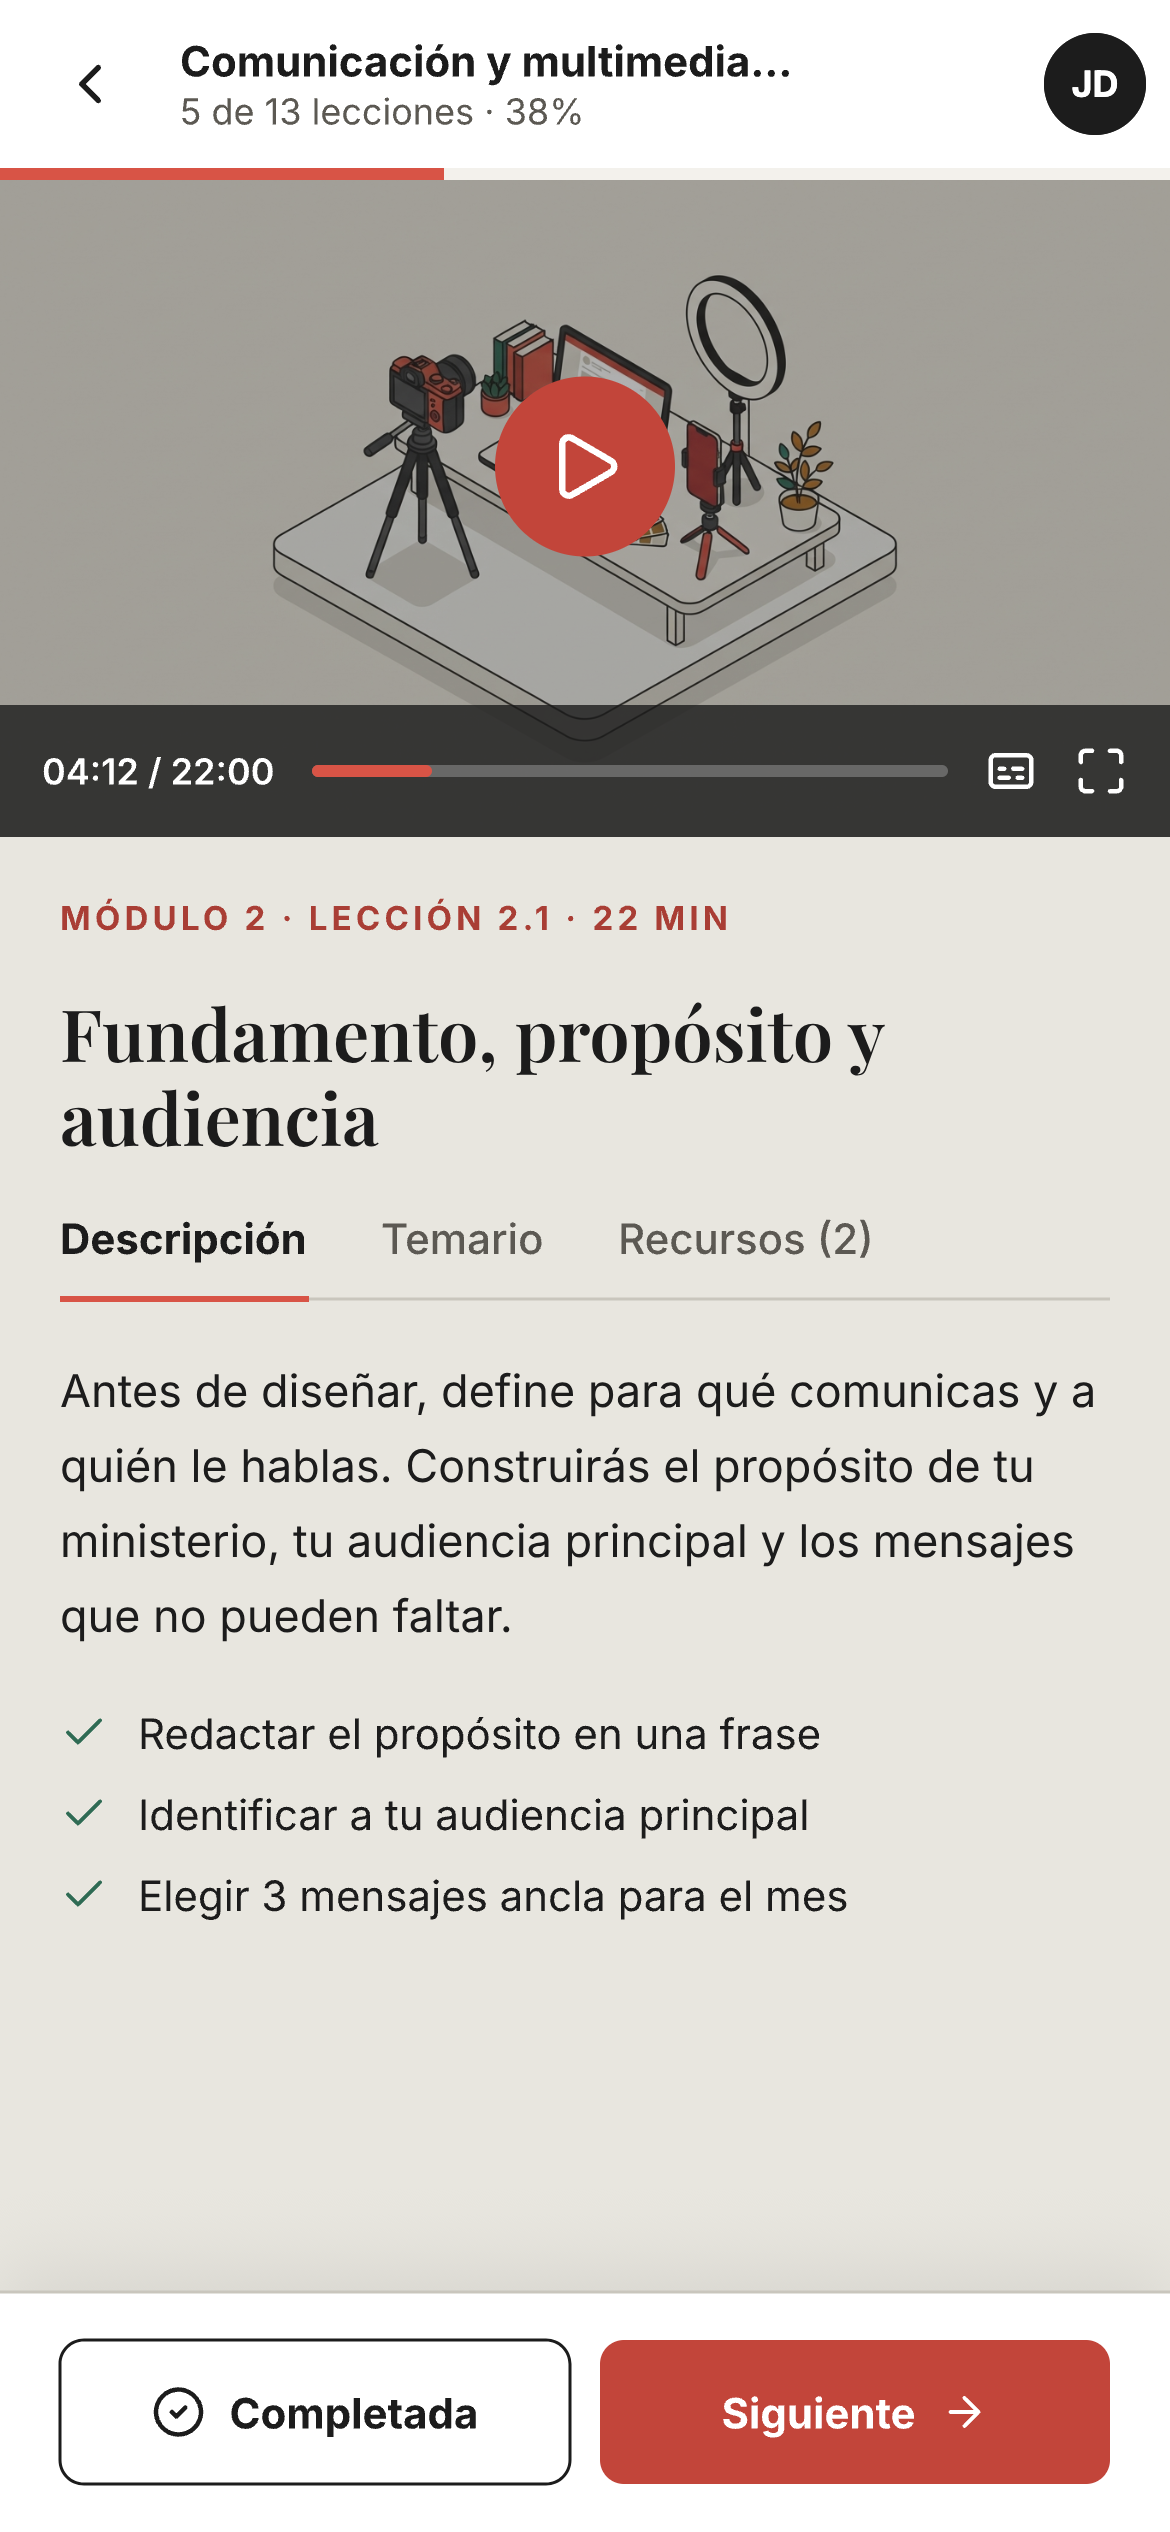 Comunicación y multimedia...
5 de 13 lecciones · 38%
JD
04:12 / 22:00
MÓDULO 2 · LECCIÓN 2.1 · 22 MIN
Fundamento, propósito y
audiencia
Descripción Temario Recursos (2)
Antes de diseñar, define para qué comunicas y a
quién le hablas. Construirás el propósito de tu
ministerio, tu audiencia principal y los mensajes
que no pueden faltar.
Redactar el propósito en una frase
Identificar a tu audiencia principal
Elegir 3 mensajes ancla para el mes
Completada Siguiente